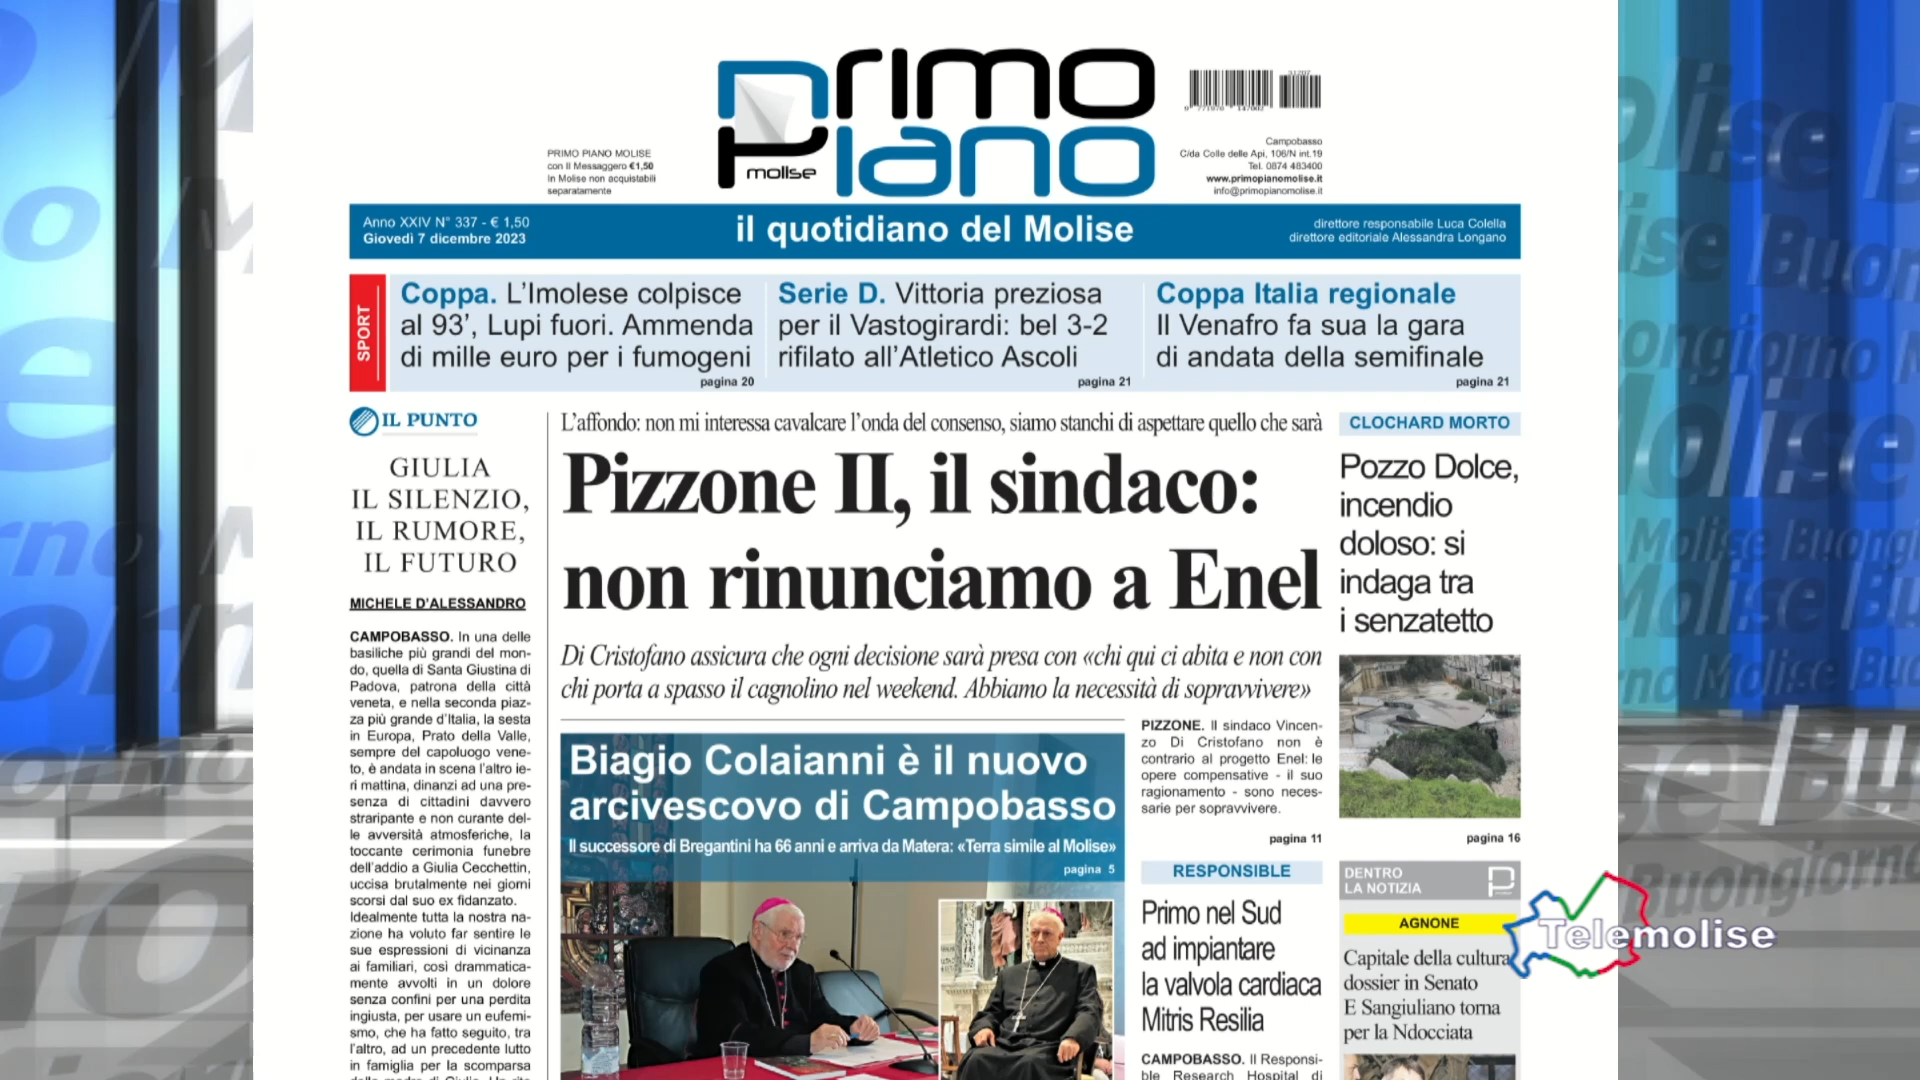 PRIMO PIANO MOLISE
con Il Messaggero €1,50
In Molise non acquistabili
separatamente
Primo
Piano
molise
Campobasso
C/da Colle delle Api, 106/N int.19
Tel. 0874 483400
www.primopianomolise.it
info@primopianomolise.it
Anno XXIV N° 337 - € 1,50
Giovedì 7 dicembre 2023
il quotidiano del Molise
direttore responsabile Luca Colella
direttore editoriale Alessandra Longano
SPORT
Coppa. L'Imolese colpisce
al 93', Lupi fuori. Ammenda
di mille euro per i fumogeni
pagina 20
Serie D. Vittoria preziosa
per il Vastogirardi: bel 3-2
rifilato all'Atletico Ascoli
pagina 21
Coppa Italia regionale
Il Venafro fa sua la gara
di andata della semifinale
pagina 21
IL PUNTO
GIULIA
IL SILENZIO,
IL RUMORE,
IL FUTURO
MICHELE D'ALESSANDRO
CAMPOBASSO. In una delle
basiliche più grandi del mon-
do, quella di Santa Giustina di
Padova, patrona della città
veneta, e nella seconda piaz-
za più grande d'Italia, la sesta
in Europa, Prato della Valle,
sempre del capoluogo vene-
to, è andata in scena l'altro ie-
ri mattina, dinanzi ad una pre-
senza di cittadini davvero
straripante e non curante del-
le avversità atmosferiche, la
toccante cerimonia funebre
dell'addio a Giulia Cecchettin,
uccisa brutalmente nei giorni
scorsi dal suo ex fidanzato.
Idealmente tutta la nostra na-
zione ha voluto far sentire le
sue espressioni di vicinanza
ai familiari, così drammatica-
mente avvolti in un dolore
senza confini per una perdita
ingiusta, per usare un eufemi-
smo, che ha fatto seguito, tra
l'altro, ad un precedente lutto
in famiglia per la scomparsa
L'affondo: non mi interessa cavalcare l'onda del consenso, siamo stanchi di aspettare quello che sarà
Pizzone II, il sindaco:
non rinunciamo a Enel
Di Cristofano assicura che ogni decisione sarà presa con «chi qui ci abita e non con
chi porta a spasso il cagnolino nel weekend. Abbiamo la necessità di sopravvivere»
Biagio Colaianni è il nuovo
arcivescovo di Campobasso
Il successore di Bregantini ha 66 anni e arriva da Matera: «Terra simile al Molise»
pagina 5
PIZZONE. Il sindaco Vincen-
zo Di Cristofano non è
contrario al progetto Enel: le
opere compensative - il suo
ragionamento - sono neces-
sarie per sopravvivere.
pagina 11
RESPONSIBLE
Primo nel Sud
ad impiantare
la valvola cardiaca
Mitris Resilia
CAMPOBASSO. Il Responsi-
ble Research Hospital di
CLOCHARD MORTO
Pozzo Dolce,
incendio
doloso: si
indaga tra
i senzatetto
pagina 16
DENTRO
LA NOTIZIA
AGNONE
Capitale della cultura
dossier in Senato
E Sangiuliano torna
per la Ndocciata
Telemolise